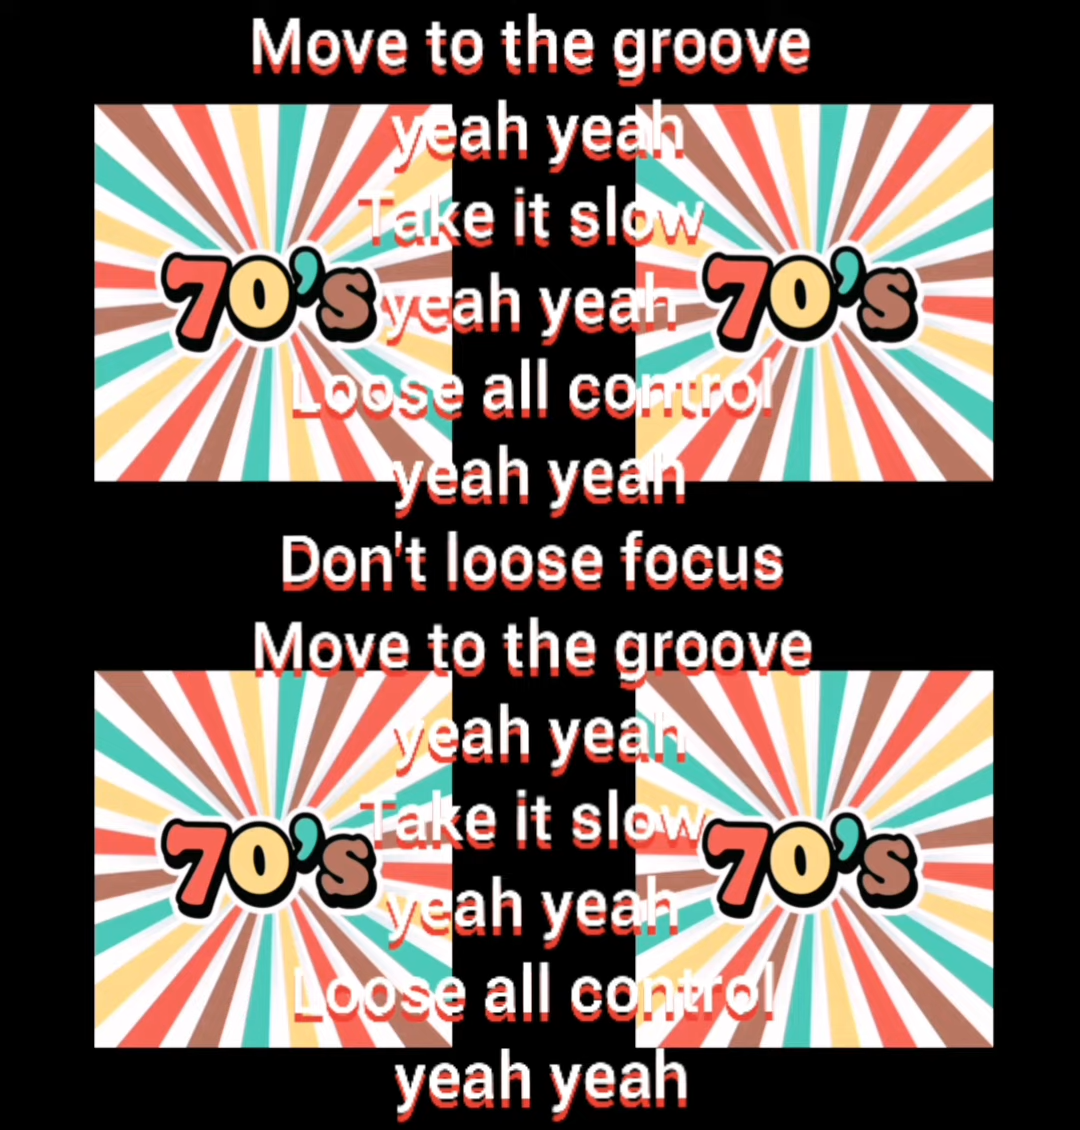 Move to the groove
yeah yeah
Take it slow
70's yeah yeah 70's
Loose all control
yeah yeah
Don't loose focus
Move to the groove
yeah yeah
Take it slow
70's 70's
yeah yeah
Loose all control
yeah yeah